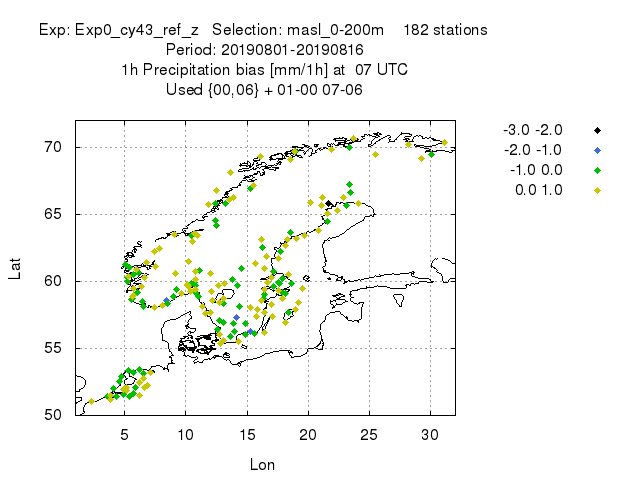 Exp: Exp0_cy43_ref_z   Selection: masl_0-200m    182 stations
Period: 20190801-20190816
1h Precipitation bias [mm/1h] at  07 UTC
Used {00,06} + 01-00 07-06
-3.0 -2.0
-2.0 -1.0
-1.0 0.0
0.0 1.0
70
65
60
55
50
Lat
5 10 15 20 25 30
Lon